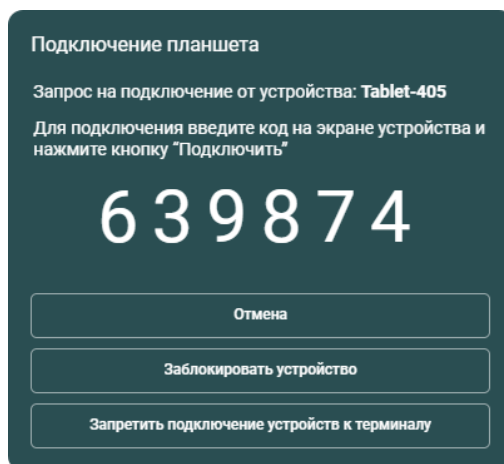 Подключение планшета
Запрос на подключение от устройства: Tablet-405
Для подключения введите код на экране устройства и
нажмите кнопку “Подключить”
639874
Отмена
Заблокировать устройство
Запретить подключение устройств к терминалу